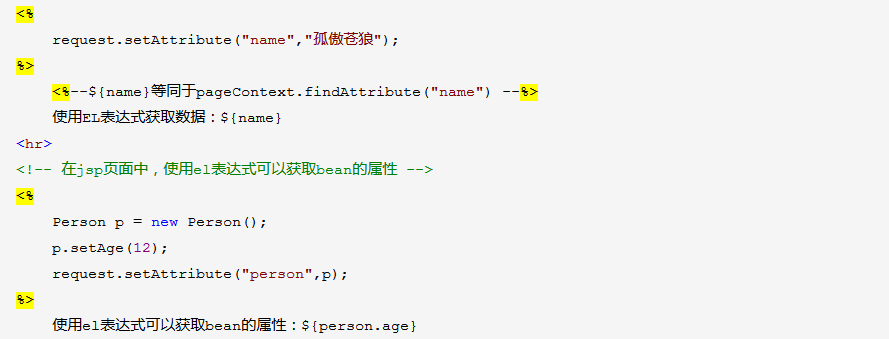 <%
request.setAttribute("name","孤傲苍狼");
%>
<%--${name}等同于pageContext.findAttribute("name") --%>
使用EL表达式获取数据：${name}
<hr>
<!-- 在jsp页面中，使用el表达式可以获取bean的属性 -->
<%
Person p = new Person();
p.setAge(12);
request.setAttribute("person",p);
%>
使用el表达式可以获取bean的属性：${person.age}